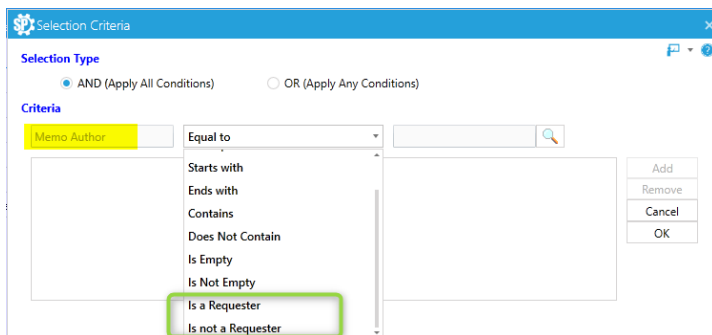 SP Selection Criteria
Selection Type
AND (Apply All Conditions)
OR (Apply Any Conditions)
Criteria
Memo Author
Equal to
Starts with
Ends with
Contains
Does Not Contain
Is Empty
Is Not Empty
Is a Requester
Is not a Requester
Add
Remove
Cancel
OK